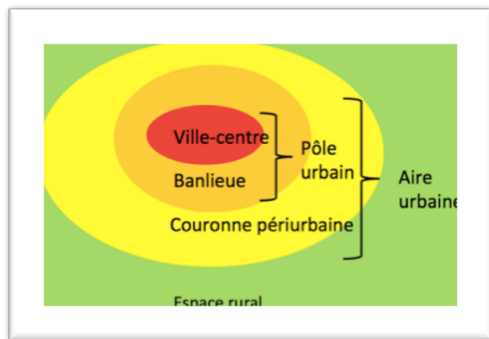 Ville-centre
Banlieue
Pôle
urbain
Couronne périurbaine
Aire
urbaine
Espace rural